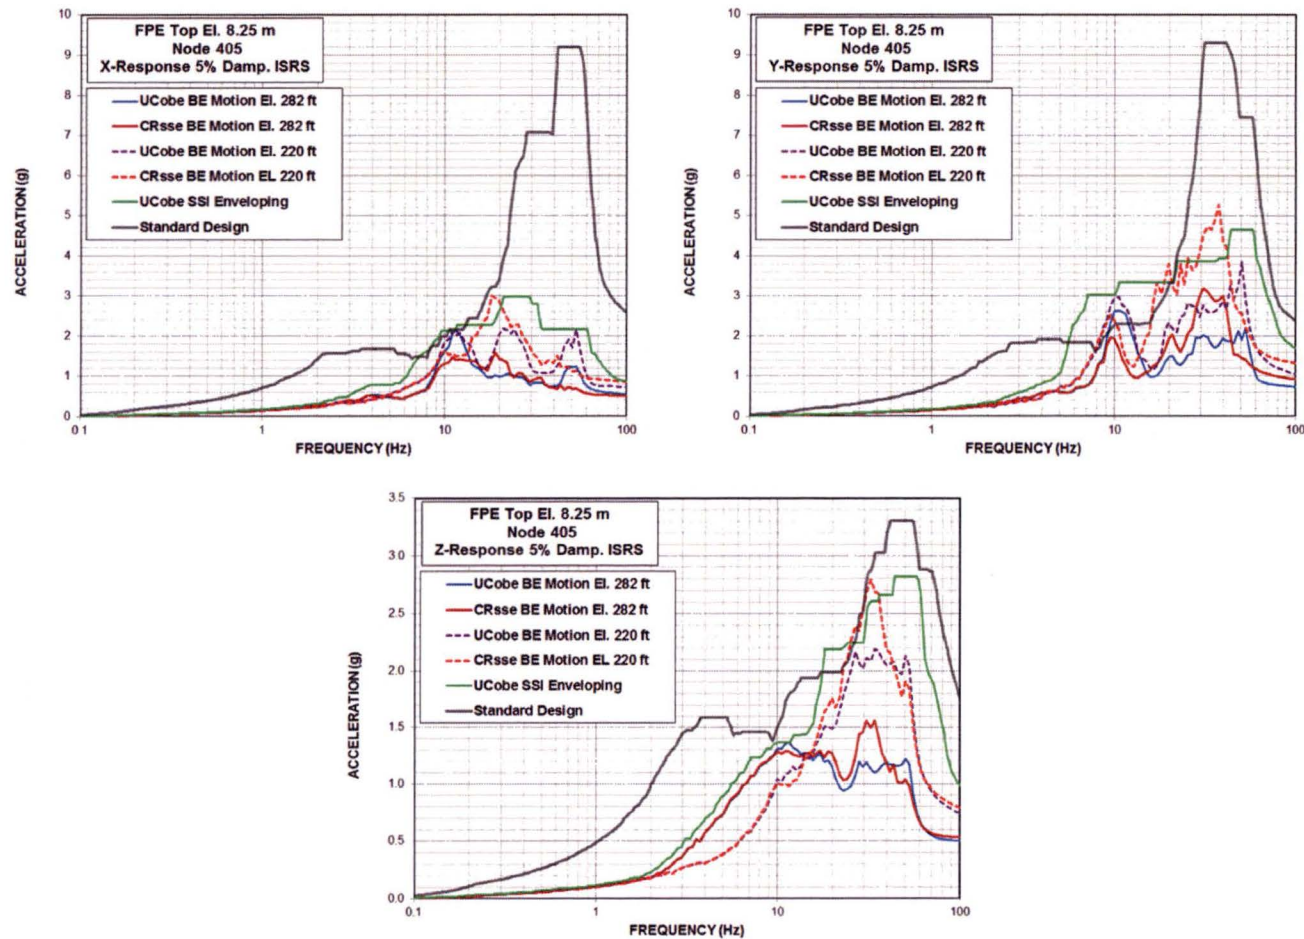 FPE Top El. 8.25 m
Node 405
X-Response 5% Damp. ISRS
UCobe BE Motion El. 282 ft
CRsse BE Motion El. 282 ft
UCobe BE Motion El. 220 ft
CRsse BE Motion EL 220 ft
UCobe SSI Enveloping
Standard Design
ACCELERATION (g)
10
9
8
7
6
5
4
3
2
1
0
0.1
1
10
100
FREQUENCY (Hz)
FPE Top El. 8.25 m
Node 405
Y-Response 5% Damp. ISRS
UCobe BE Motion El. 282 ft
CRsse BE Motion El. 282 ft
UCobe BE Motion El. 220 ft
CRsse BE Motion EL 220 ft
UCobe SSI Enveloping
Standard Design
ACCELERATION (g)
10
9
8
7
6
5
4
3
2
1
0
0.1
1
10
100
FREQUENCY (Hz)
FPE Top El. 8.25 m
Node 405
Z-Response 5% Damp. ISRS
UCobe BE Motion El. 282 ft
CRsse BE Motion El. 282 ft
UCobe BE Motion El. 220 ft
CRsse BE Motion EL 220 ft
UCobe SSI Enveloping
Standard Design
ACCELERATION (g)
3.5
3.0
2.5
2.0
1.5
1.0
0.5
0.0
0.1
1
10
100
FREQUENCY (Hz)